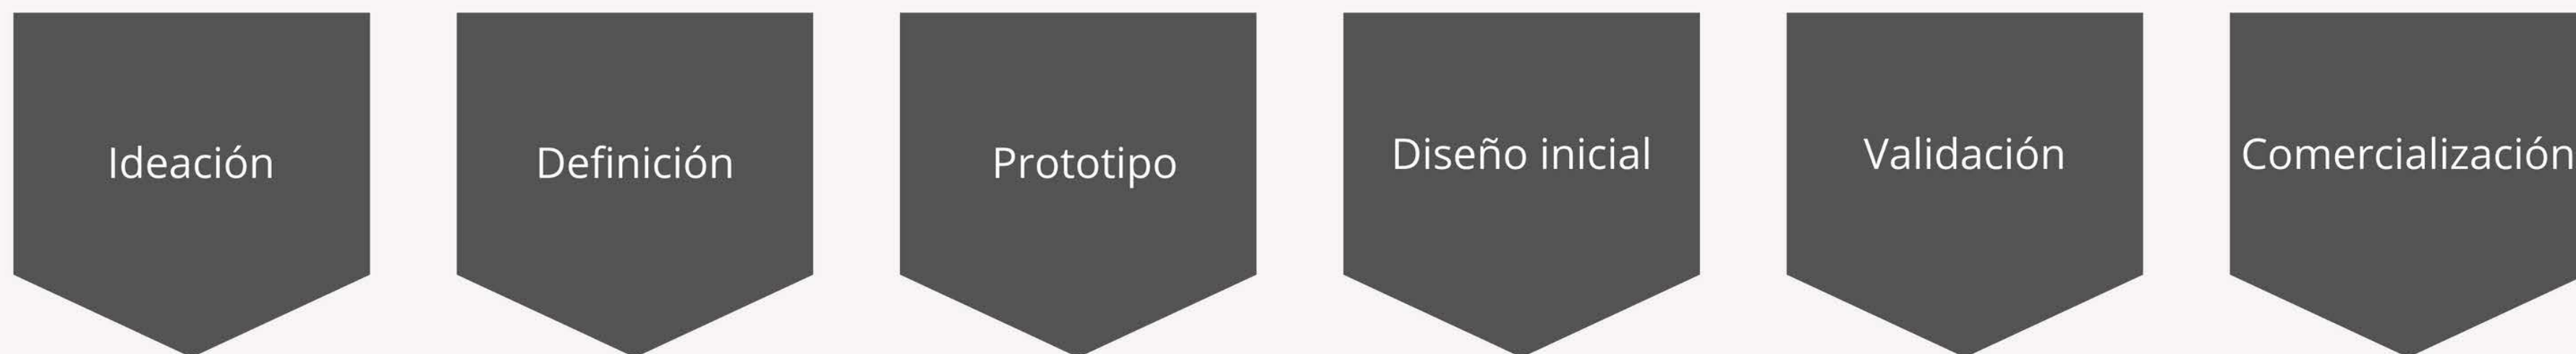 Ideación
Definición
Prototipo
Diseño inicial
Validación
Comercialización